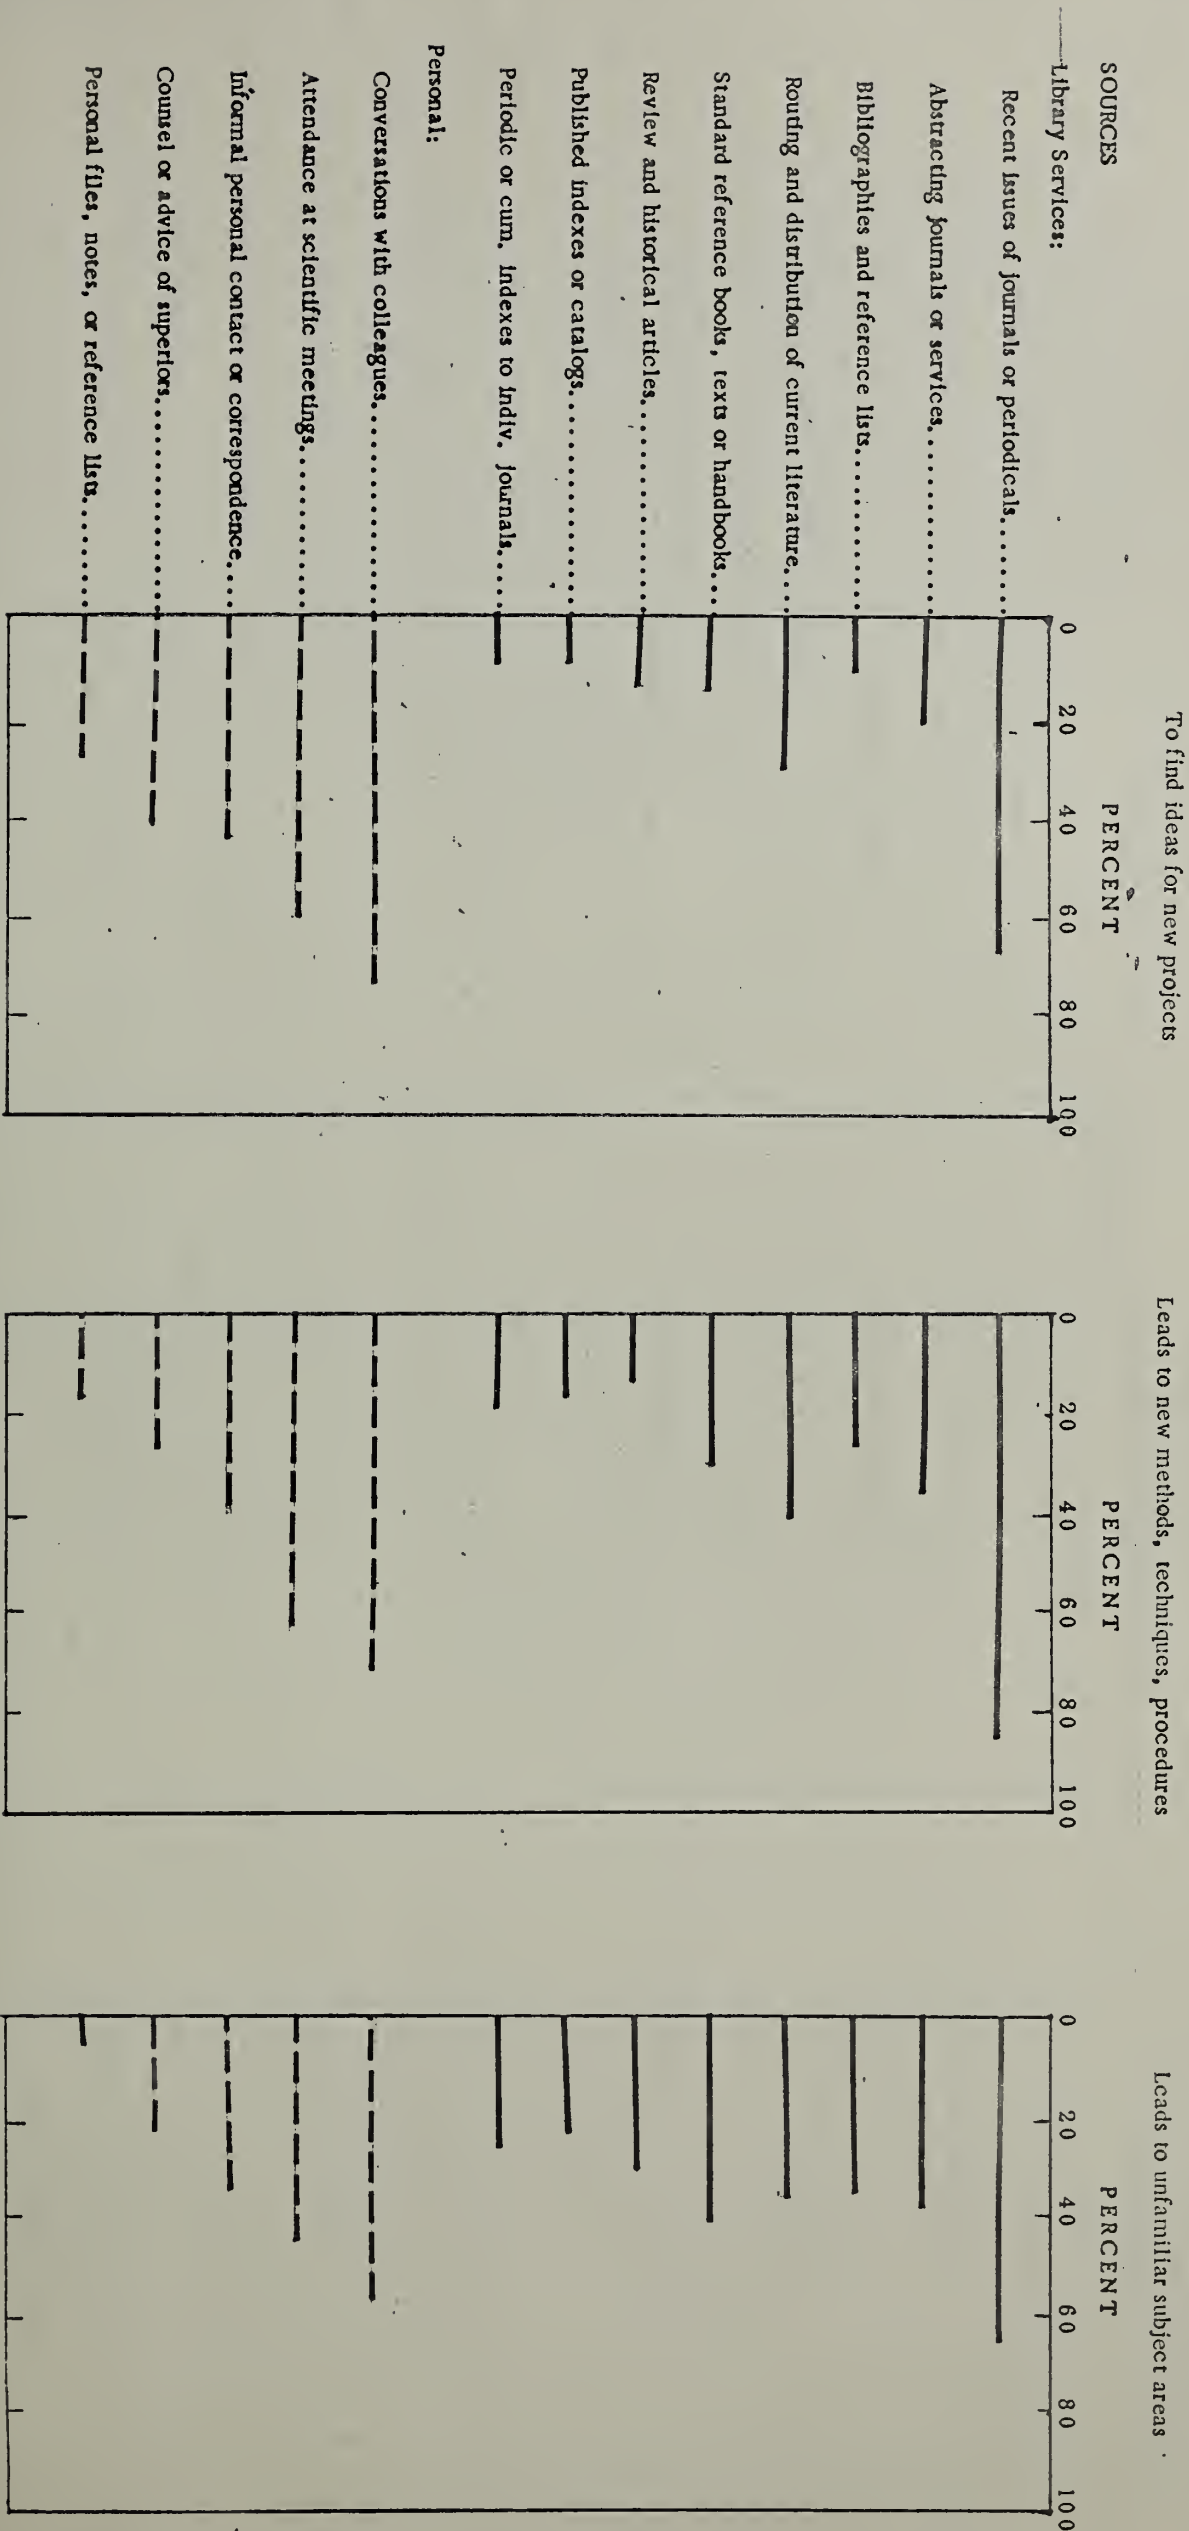 To find ideas for new projects
Leads to new methods, techniques, procedures
Leads to unfamiliar subject areas
SOURCES
PERCENT
PERCENT
PERCENT
Library Services:
0 20 40 60 80 100
0 20 40 60 80 100
0 20 40 60 80 100
Recent issues of journals or periodicals.......
Abstracting journals or services.............
Bibliographies and reference lists............
Routing and distribution of current literature...
Standard reference books, texts or handbooks...
Review and historical articles...............
Published indexes or catalogs................
Periodic or cum. indexes to indiv. journals....
Personal:
Conversations with colleagues...............
Attendance at scientific meetings............
Informal personal contact or correspondence....
Counsel or advice of superiors...............
Personal files, notes, or reference lists........